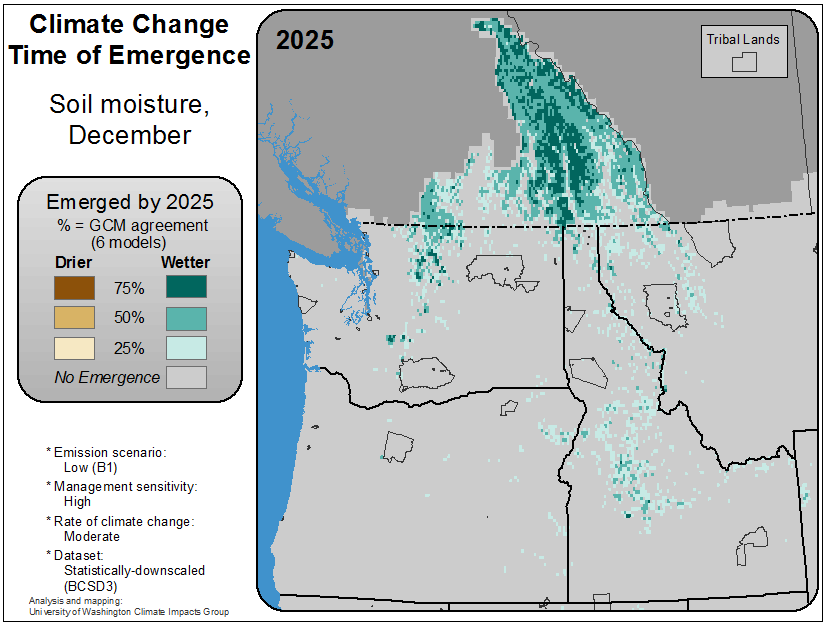 Climate Change
Time of Emergence
Soil moisture,
December
Emerged by 2025
% = GCM agreement
(6 models)
Drier Wetter
75%
50%
25%
No Emergence
* Emission scenario:
Low (B1)
* Management sensitivity:
High
* Rate of climate change:
Moderate
* Dataset:
Statistically-downscaled
(BCSD3)
Analysis and mapping:
University of Washington Climate Impacts Group
2025
Tribal Lands